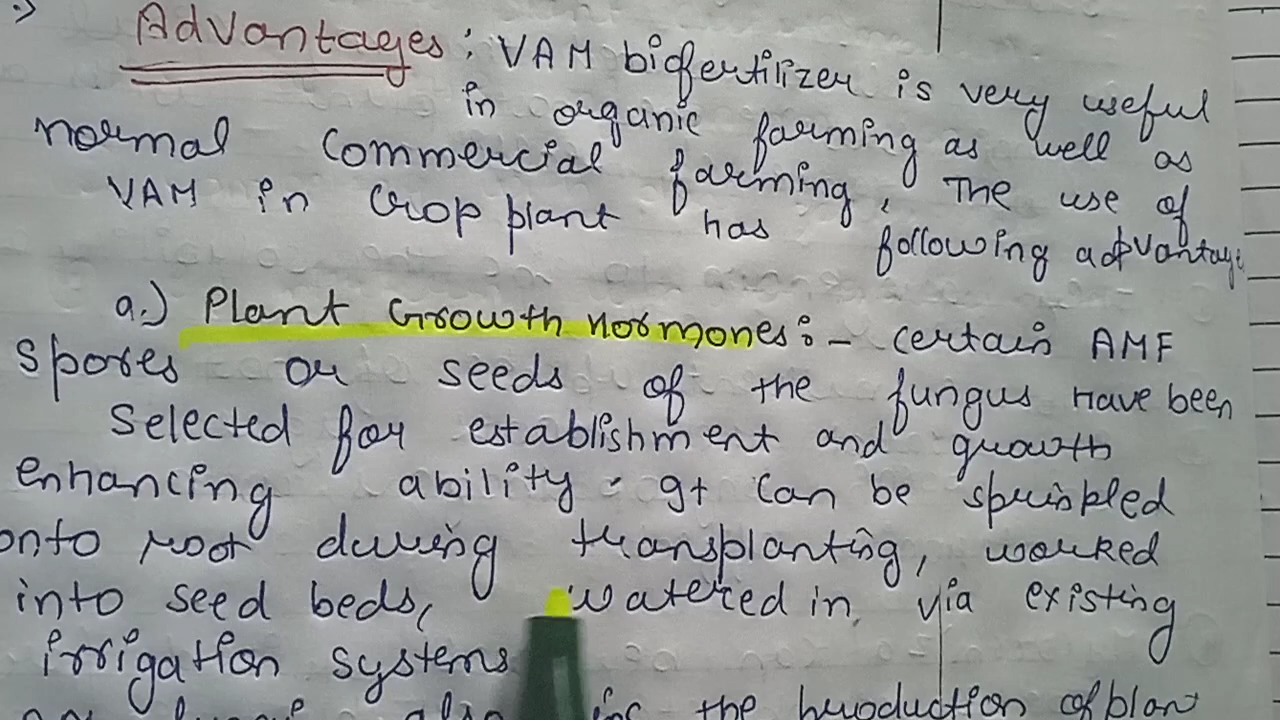 Advantages : VAM biofertilizer is very useful
in organic farming as well as
normal commercial farming. The use of
VAM in Crop plant has following advantag
a.) Plant Growth Hormones :- certain AMF
spores or seeds of the fungus Have been
Selected for establishment and growth
enhancing ability. It can be sprinkled
onto root during transplanting, worked
into seed beds, watered in via existing
irrigation systems
also the production of plan